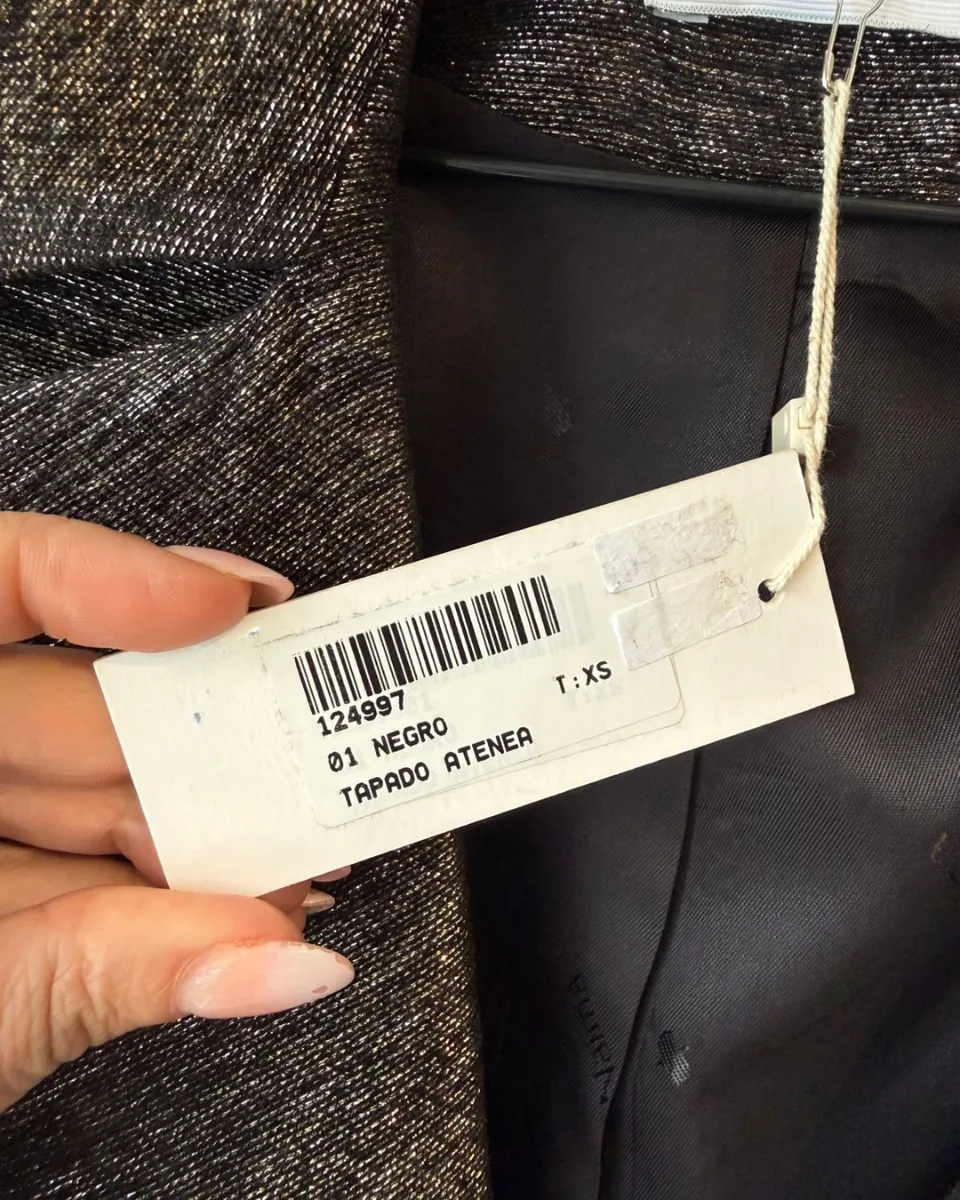 124997
T:XS
01 NEGRO
TAPADO ATENEA